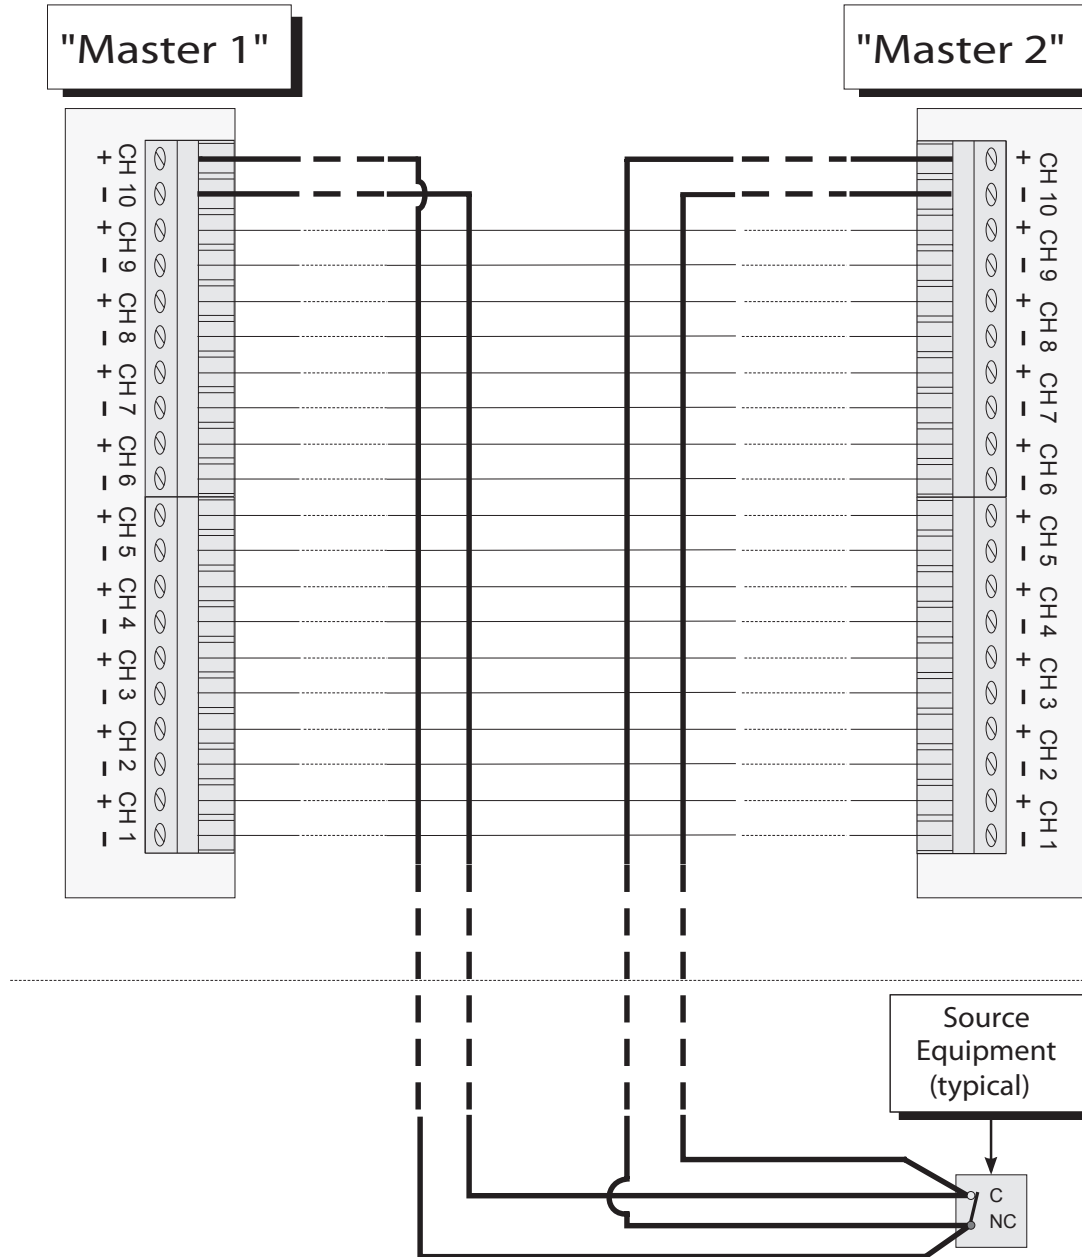 "Master 1"
"Master 2"
+ CH 10 -
+ CH 9 -
+ CH 8 -
+ CH 7 -
+ CH 6 -
+ CH 5 -
+ CH 4 -
+ CH 3 -
+ CH 2 -
+ CH 1 -
+ CH 10 -
+ CH 9 -
+ CH 8 -
+ CH 7 -
+ CH 6 -
+ CH 5 -
+ CH 4 -
+ CH 3 -
+ CH 2 -
+ CH 1 -
Source
Equipment
(typical)
C
NC